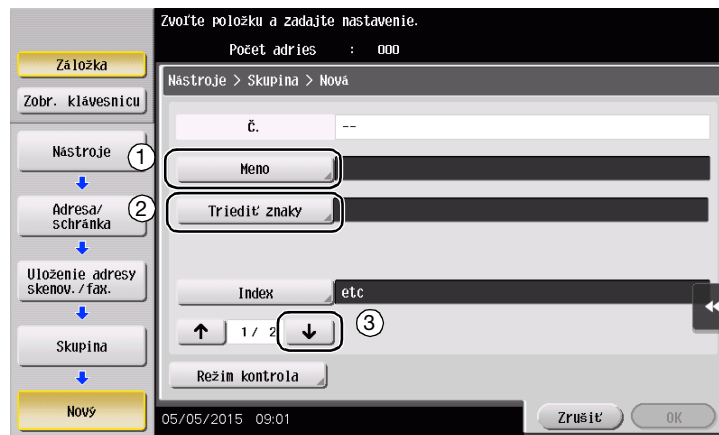 Zvoľte položku a zadajte nastavenie.
Počet adries : 000
Záložka
Zobr. klávesnicu
Nástroje
1
Adresa/
schránka
2
Uloženie adresy
skenov./fax.
Skupina
Nový
Nástroje > Skupina > Nová
Č. --
Meno
Triediť znaky
Index etc
1/ 2
3
Režim kontrola
05/05/2015 09:01
Zrušiť
OK